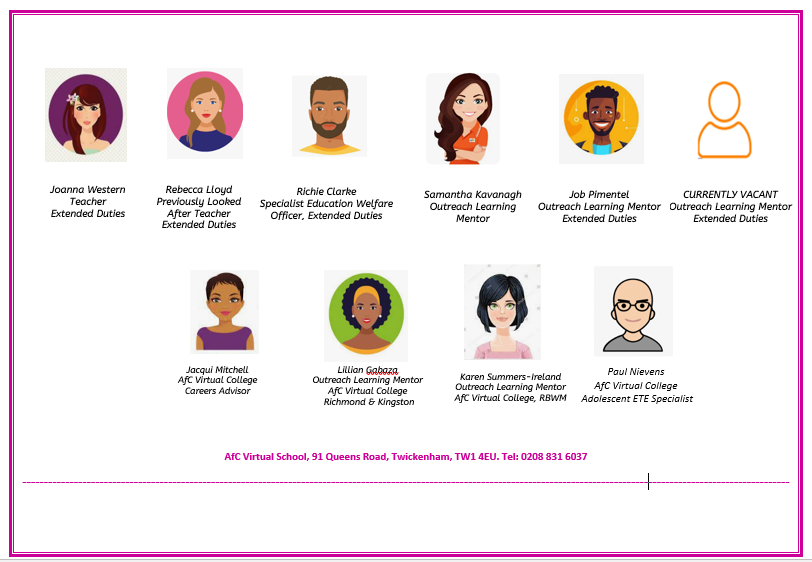 Joanna Western
Teacher
Extended Duties
Rebecca Lloyd
Previously Looked
After Teacher
Extended Duties
Richie Clarke
Specialist Education Welfare
Officer, Extended Duties
Samantha Kavanagh
Outreach Learning
Mentor
Job Pimentel
Outreach Learning Mentor
Extended Duties
CURRENTLY VACANT
Outreach Learning Mentor
Extended Duties
Jacqui Mitchell
AfC Virtual College
Careers Advisor
Lillian Gabaza
Outreach Learning Mentor
AfC Virtual College
Richmond & Kingston
Karen Summers-Ireland
Outreach Learning Mentor
AfC Virtual College, RBWM
Paul Nievens
AfC Virtual College
Adolescent ETE Specialist
AfC Virtual School, 91 Queens Road, Twickenham, TW1 4EU. Tel: 0208 831 6037